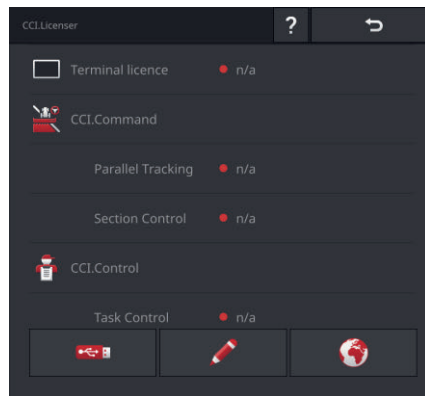 CCI.Licenser ?
Terminal licence n/a
CCI.Command
Parallel Tracking n/a
Section Control n/a
CCI.Control
Task Control n/a